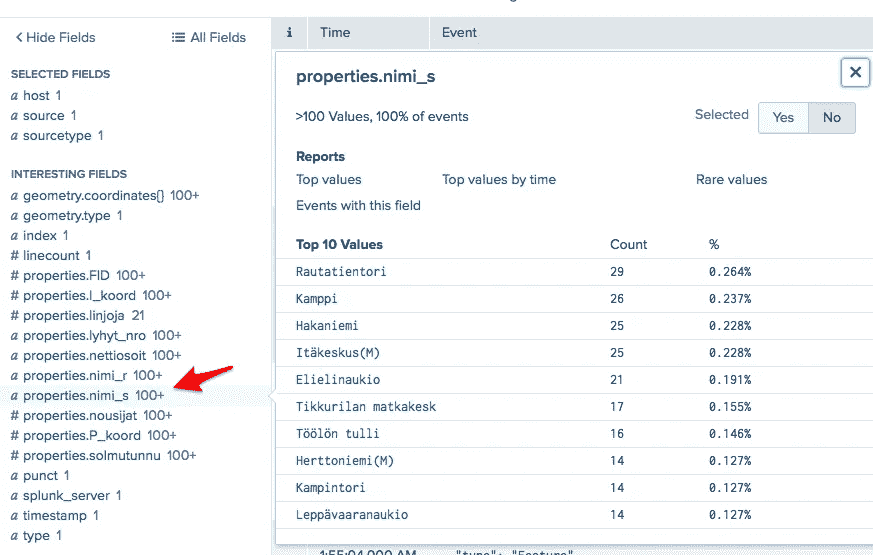 Hide Fields
All Fields
i Time Event
SELECTED FIELDS
a host 1
a source 1
a sourcetype 1
INTERESTING FIELDS
a geometry.coordinates{} 100+
a geometry.type 1
a index 1
# linecount 1
# properties.FID 100+
# properties.I_koord 100+
# properties.linjoja 21
a properties.lyhyt_nro 100+
a properties.nettiosoit 100+
a properties.nimi_r 100+
a properties.nimi_s 100+
# properties.nousijat 100+
# properties.P_koord 100+
# properties.solmutunnu 100+
a punct 1
a splunk_server 1
a timestamp 1
a type 1
properties.nimi_s
>100 Values, 100% of events
Selected Yes No
Reports
Top values Top values by time Rare values
Events with this field
Top 10 Values Count %
Rautatientori 29 0.264%
Kamppi 26 0.237%
Hakaniemi 25 0.228%
Itäkeskus(M) 25 0.228%
Elielinaukio 21 0.191%
Tikkurilan matkakesk 17 0.155%
Töölön tulli 16 0.146%
Herttoniemi(M) 14 0.127%
Kampintori 14 0.127%
Leppävaaranaukio 14 0.127%
1:55:04.000 AM "type": "Feature"